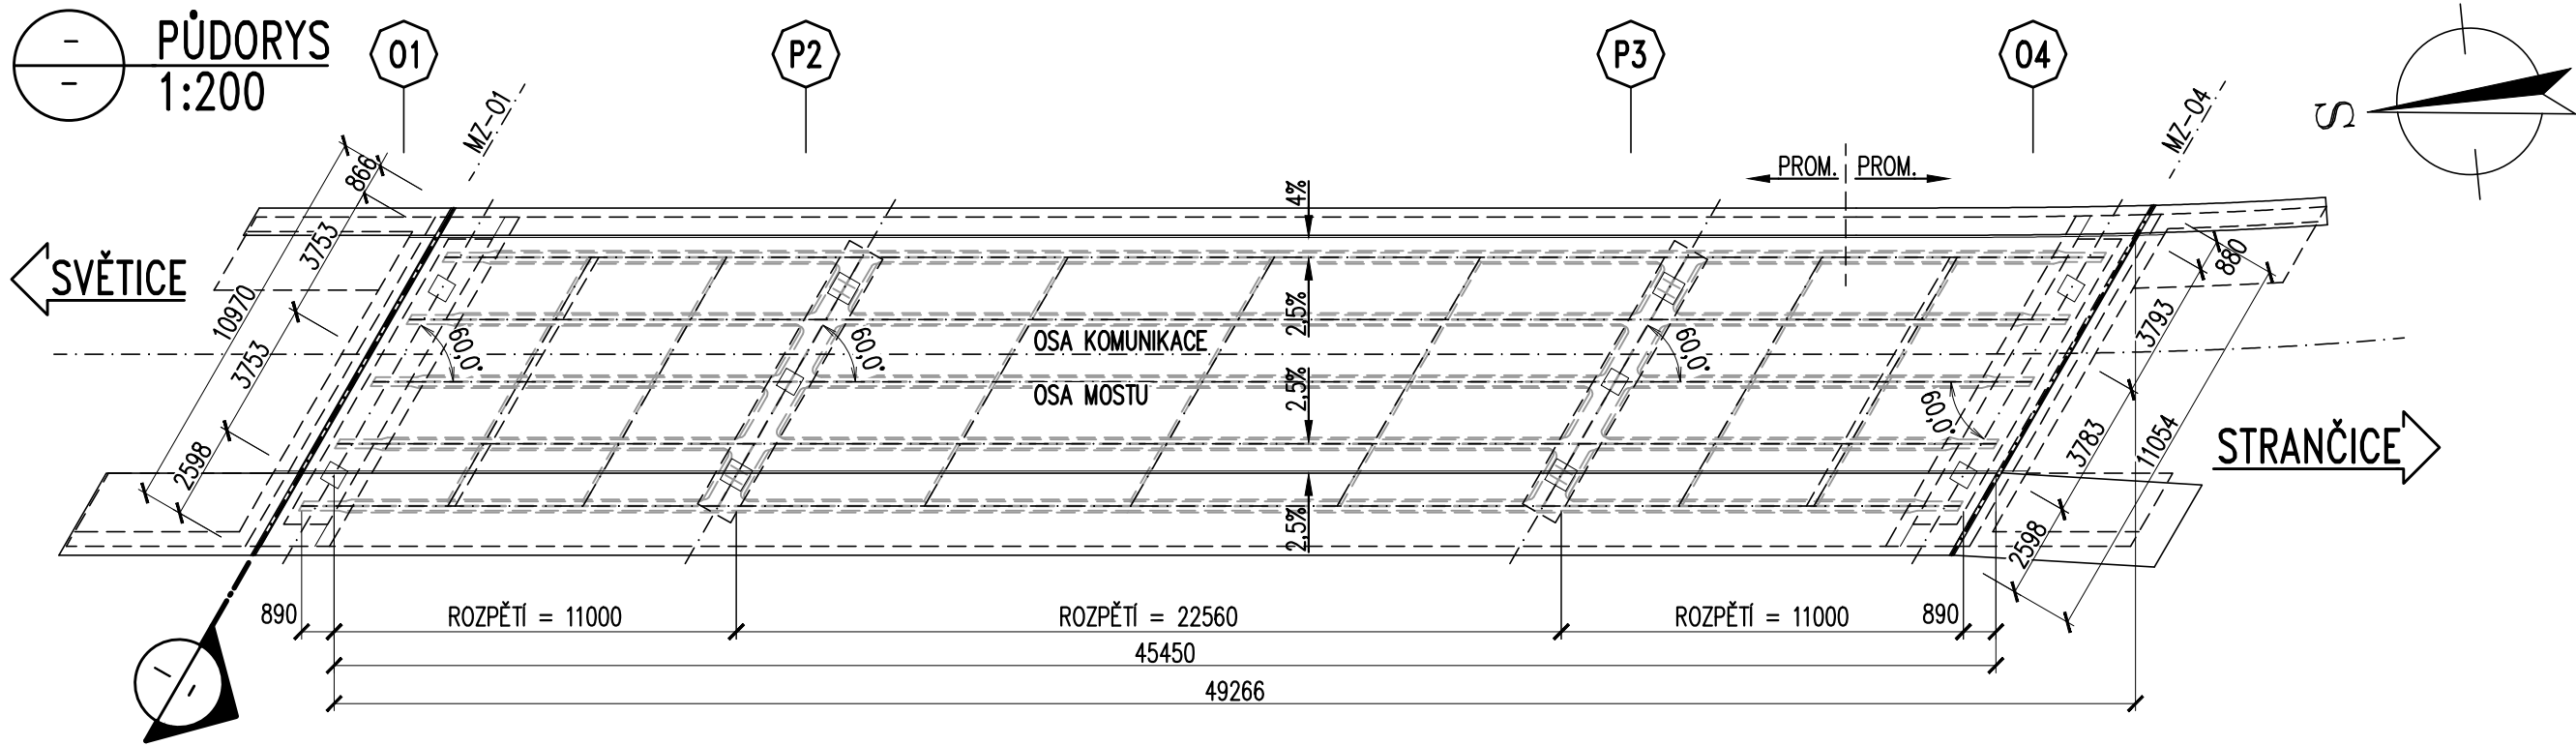 PŮDORYS
1:200
-
-
O1
P2
P3
O4
MZ-O1
MZ-O4
S
PROM.
PROM.
866
3753
10970
3753
2598
4%
2,5%
2,5%
2,5%
880
3793
3783
11054
2598
SVĚTICE
60,0°
60,0°
60,0°
60,0°
OSA KOMUNIKACE
OSA MOSTU
STRANČICE
890
ROZPĚTÍ = 11000
ROZPĚTÍ = 22560
ROZPĚTÍ = 11000
890
45450
49266
-
-